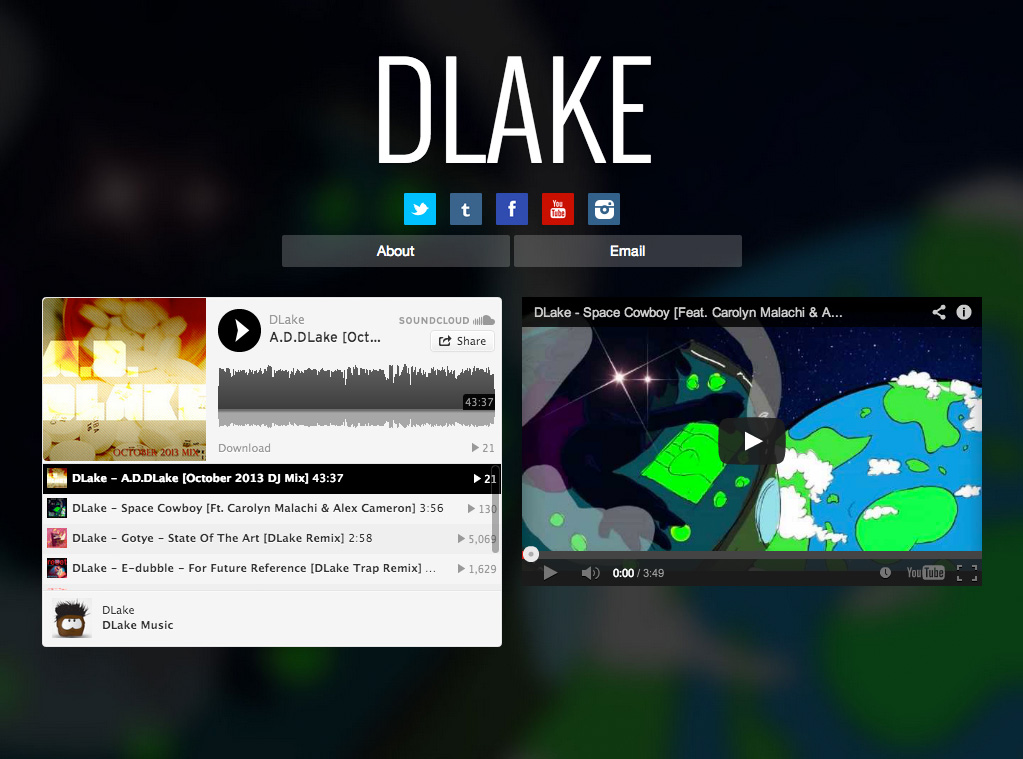 DLAKE
t
f
You Tube
About
Email
A.D.
DLAKE
OCTOBER 2013 MIX
DLake
SOUNDCLOUD
A.D.DLake [Oct...
Share
43:37
Download
21
DLake – A.D.DLake [October 2013 DJ Mix] 43:37
21
DLake – Space Cowboy [Ft. Carolyn Malachi & Alex Cameron] 3:56
130
DLake – Gotye – State Of The Art [DLake Remix] 2:58
5,069
DLake – E-dubble – For Future Reference [DLake Trap Remix] ...
1,629
DLake
DLake Music
DLake - Space Cowboy [Feat. Carolyn Malachi & A...
0:00 / 3:49
YouTube